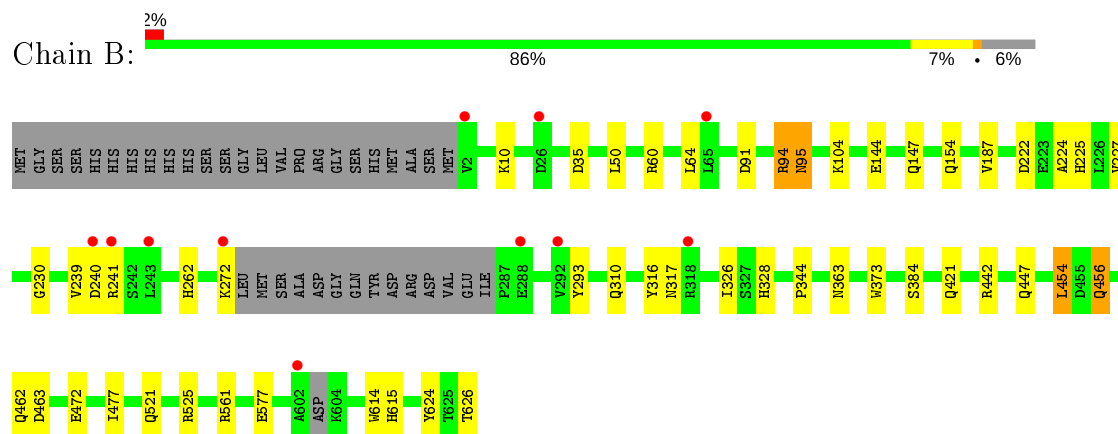 2%
Chain B:
86% 7% • 6%
MET GLY SER SER HIS HIS HIS HIS HIS HIS SER SER GLY LEU VAL PRO ARG GLY SER HIS MET ALA SER MET V2 K10 D26 D35 L50 R60 L64 L65 D91 R94 N95 K104 E144 Q147 Q154 V187 D222 E223 A224 H225 L226
G230 V239 D240 R241 S242 L243 H262 K272 LEU MET SER ALA ASP GLY GLN TYR ASP ARG ASP VAL GLU ILE P287 E288 V292 Y293 Q310 Y316 N317 R318 I326 S327 H328 P344 N363 W373 S384 Q421 R442 Q447 L454 D455 Q456
Q462 D463 E472 I477 Q521 R525 R561 E577 A602 ASP K604 W614 H615 Y624 T625 T626